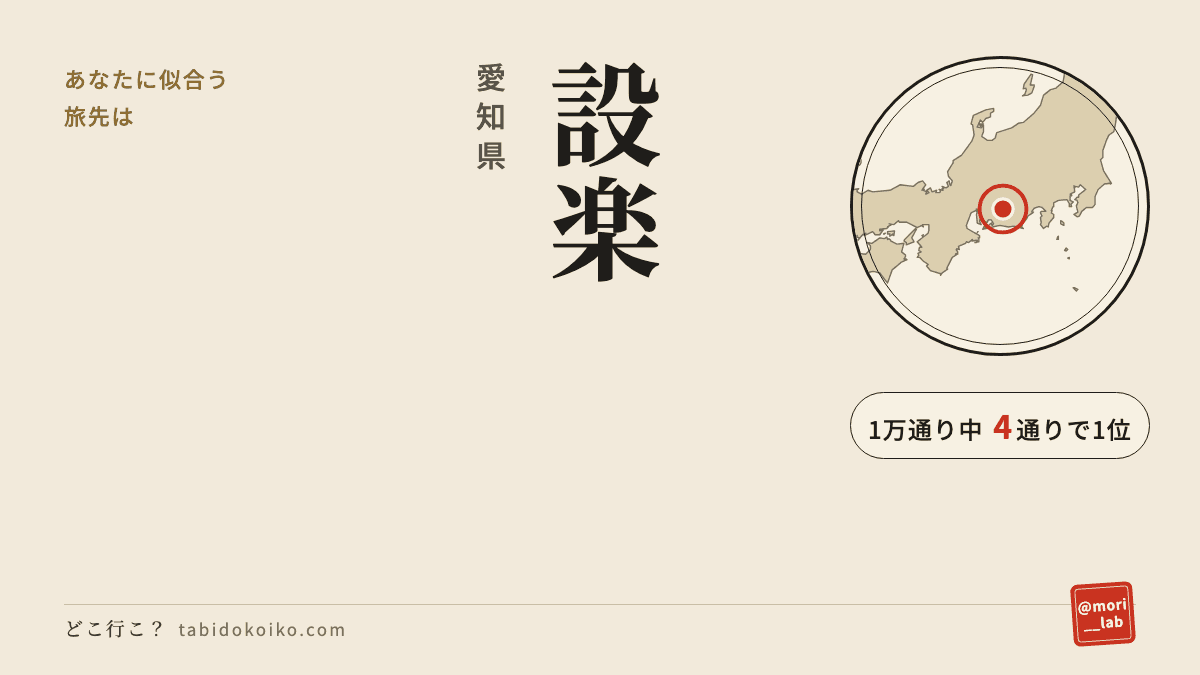 あなたに似合う
旅先は
設楽
愛知県
1万通り中 4通りで1位
どこ行こ？ tabidokoiko.com
@mori
__lab